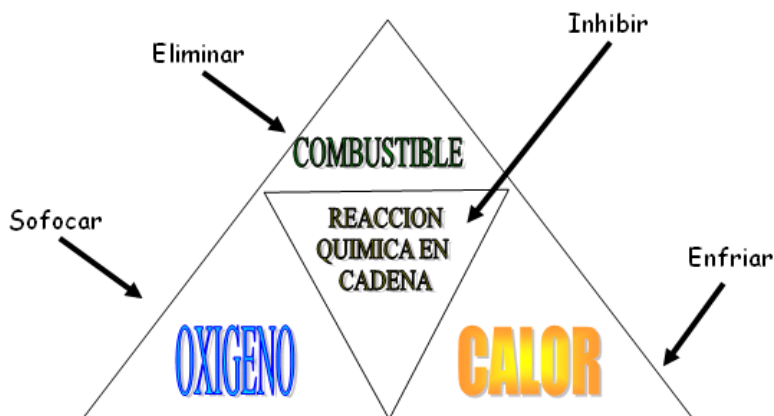 Inhibir
Eliminar
COMBUSTIBLE
REACCION
QUIMICA EN
CADENA
Sofocar
Enfriar
OXIGENO
CALOR